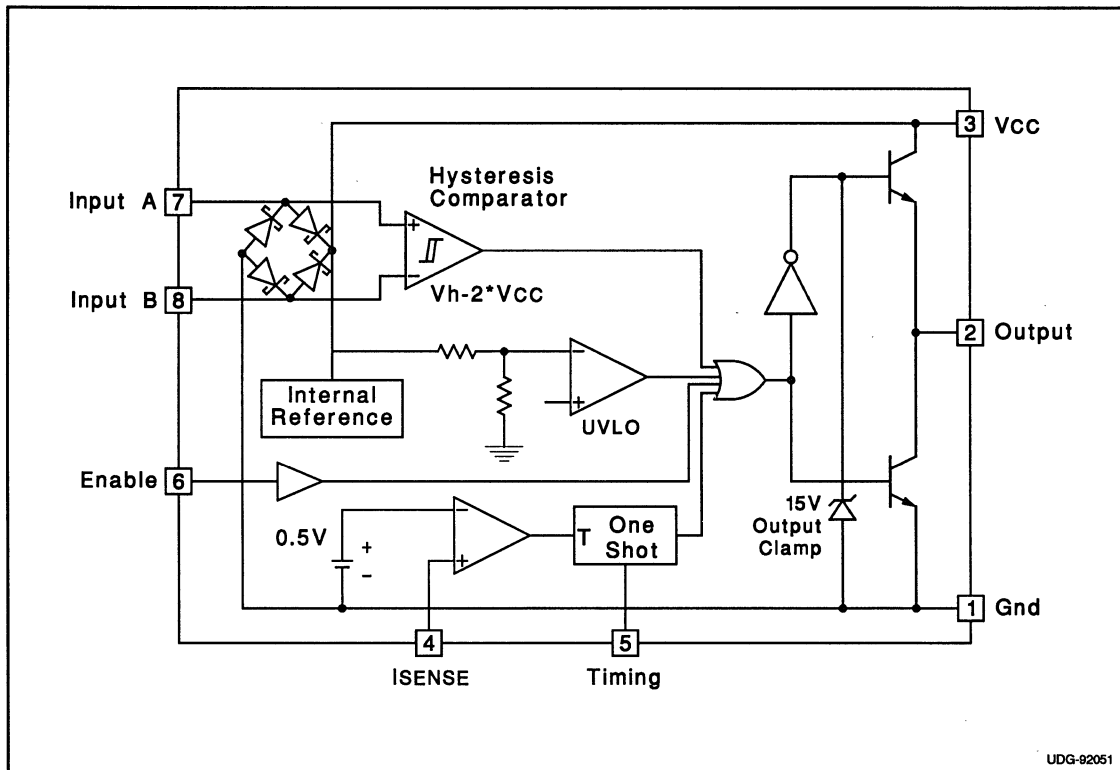 3 VCC
Hysteresis
Comparator
Input A 7
+
−
Input B 8
Vh-2*VCC
2 Output
Internal
Reference
−
+
UVLO
Enable 6
15V
Output
Clamp
0.5V
+
−
−
+
T One
Shot
1 Gnd
4
5
ISENSE
Timing
UDG-92051